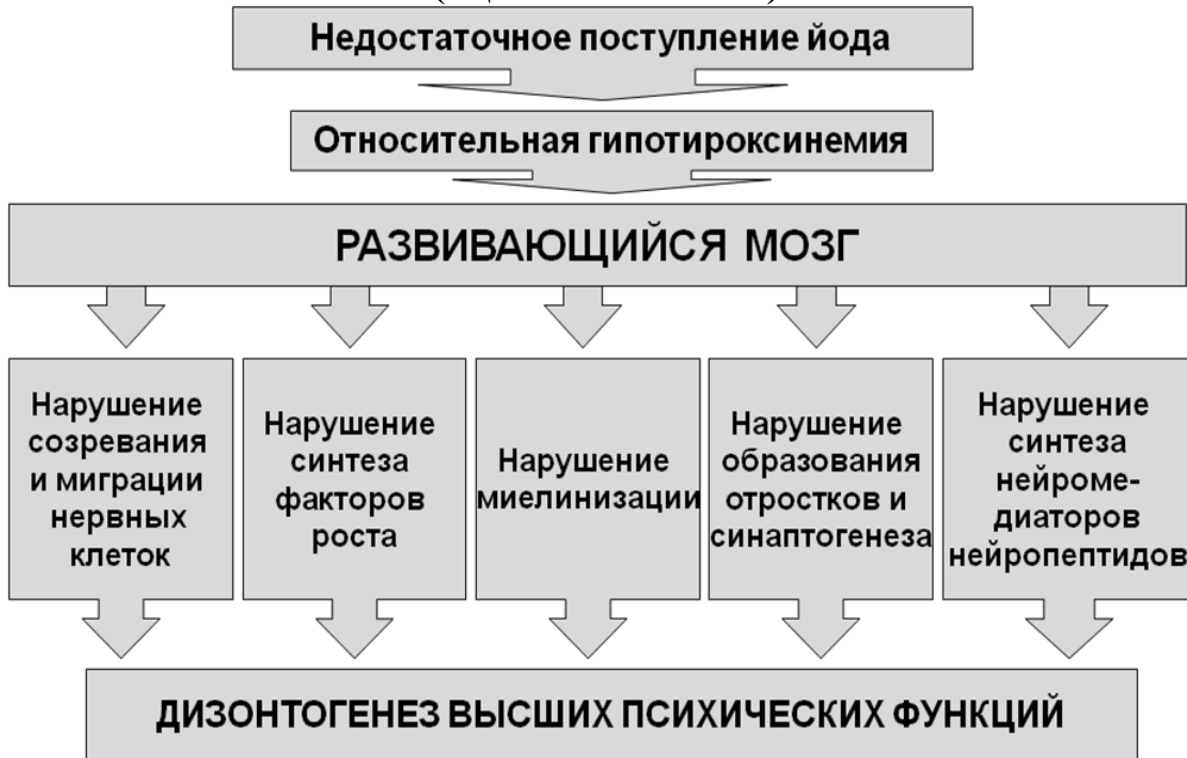 Недостаточное поступление йода
Относительная гипотироксинемия
РАЗВИВАЮЩИЙСЯ МОЗГ
Нарушение
созревания
и миграции
нервных
клеток
Нарушение
синтеза
факторов
роста
Нарушение
миелинизации
Нарушение
образования
отростков и
синаптогенеза
Нарушение
синтеза
нейроме-
диаторов
нейропептидов
ДИЗОНТОГЕНЕЗ ВЫСШИХ ПСИХИЧЕСКИХ ФУНКЦИЙ